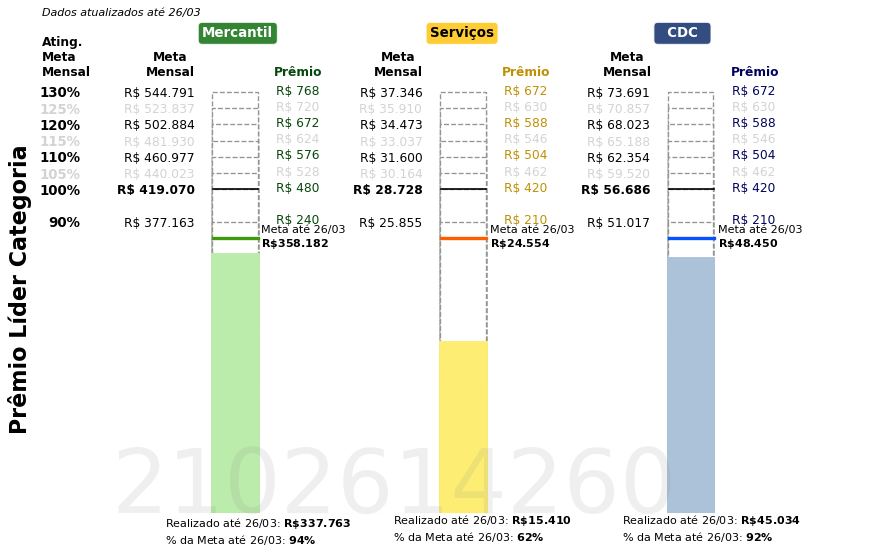 Dados atualizados até 26/03
Mercantil Serviços CDC
Ating. Meta Mensal Meta Mensal Prêmio Meta Mensal Prêmio Meta Mensal Prêmio
130% R$ 544.791 R$ 768 R$ 37.346 R$ 672 R$ 73.691 R$ 672
125% R$ 523.837 R$ 720 R$ 35.910 R$ 630 R$ 70.857 R$ 630
120% R$ 502.884 R$ 672 R$ 34.473 R$ 588 R$ 68.023 R$ 588
115% R$ 481.930 R$ 624 R$ 33.037 R$ 546 R$ 65.188 R$ 546
110% R$ 460.977 R$ 576 R$ 31.600 R$ 504 R$ 62.354 R$ 504
105% R$ 440.023 R$ 528 R$ 30.164 R$ 462 R$ 59.520 R$ 462
100% R$ 419.070 R$ 480 R$ 28.728 R$ 420 R$ 56.686 R$ 420
90% R$ 377.163 R$ 240 R$ 25.855 R$ 210 R$ 51.017 R$ 210
Meta até 26/03 Meta até 26/03 Meta até 26/03
R$358.182 R$24.554 R$48.450
Prêmio Líder Categoria
2102614260
Realizado até 26/03: R$337.763 Realizado até 26/03: R$15.410 Realizado até 26/03: R$45.034
% da Meta até 26/03: 94% % da Meta até 26/03: 62% % da Meta até 26/03: 92%